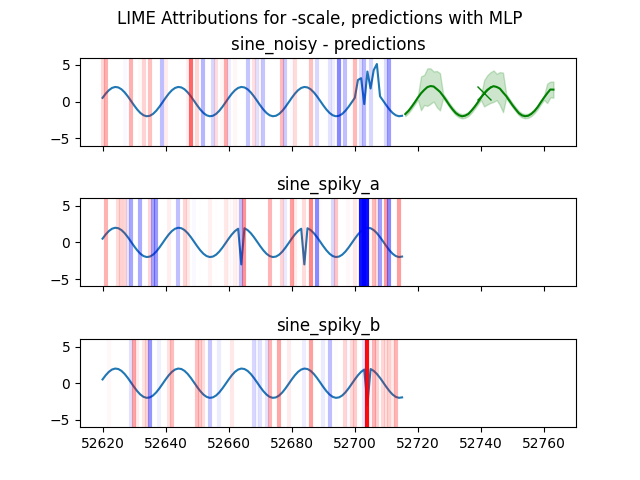 LIME Attributions for -scale, predictions with MLP
sine_noisy - predictions
5
0
−5
sine_spiky_a
5
0
−5
sine_spiky_b
5
0
−5
52620 52640 52660 52680 52700 52720 52740 52760